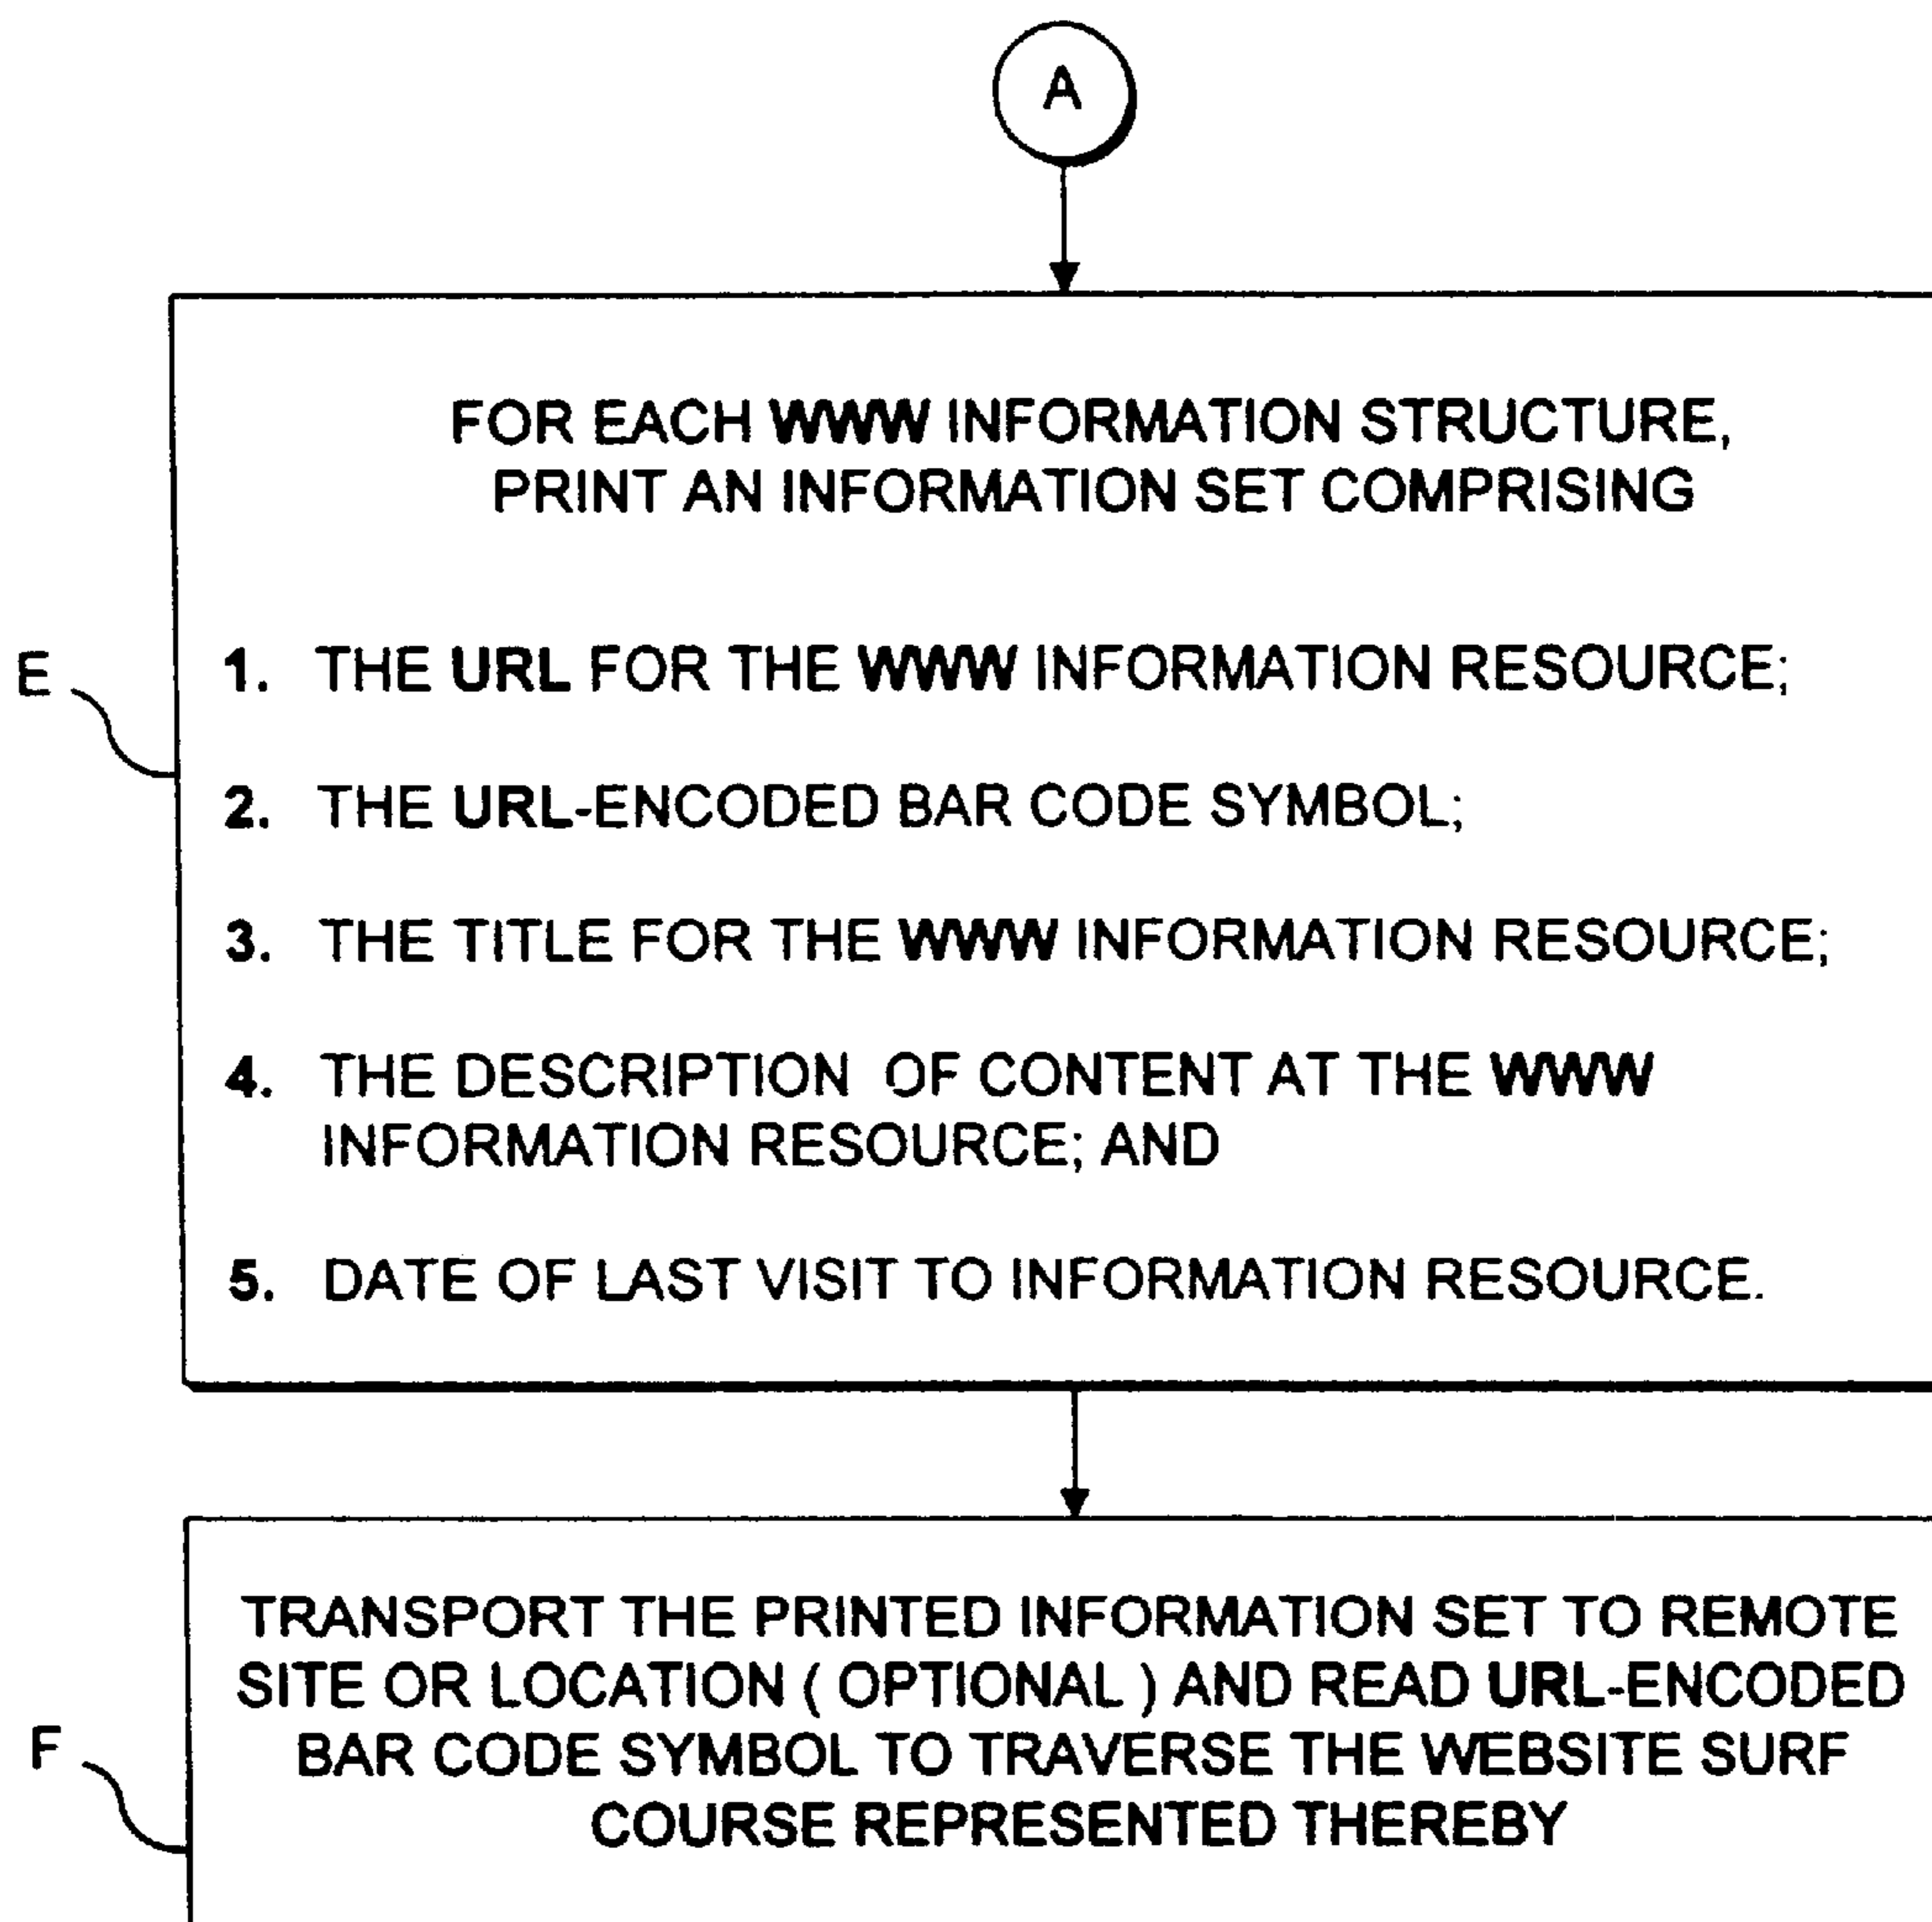 A
FOR EACH WWW INFORMATION STRUCTURE,
PRINT AN INFORMATION SET COMPRISING
E
1. THE URL FOR THE WWW INFORMATION RESOURCE;
2. THE URL-ENCODED BAR CODE SYMBOL;
3. THE TITLE FOR THE WWW INFORMATION RESOURCE;
4. THE DESCRIPTION OF CONTENT AT THE WWW
INFORMATION RESOURCE; AND
5. DATE OF LAST VISIT TO INFORMATION RESOURCE.
TRANSPORT THE PRINTED INFORMATION SET TO REMOTE
SITE OR LOCATION ( OPTIONAL ) AND READ URL-ENCODED
F
BAR CODE SYMBOL TO TRAVERSE THE WEBSITE SURF
COURSE REPRESENTED THEREBY